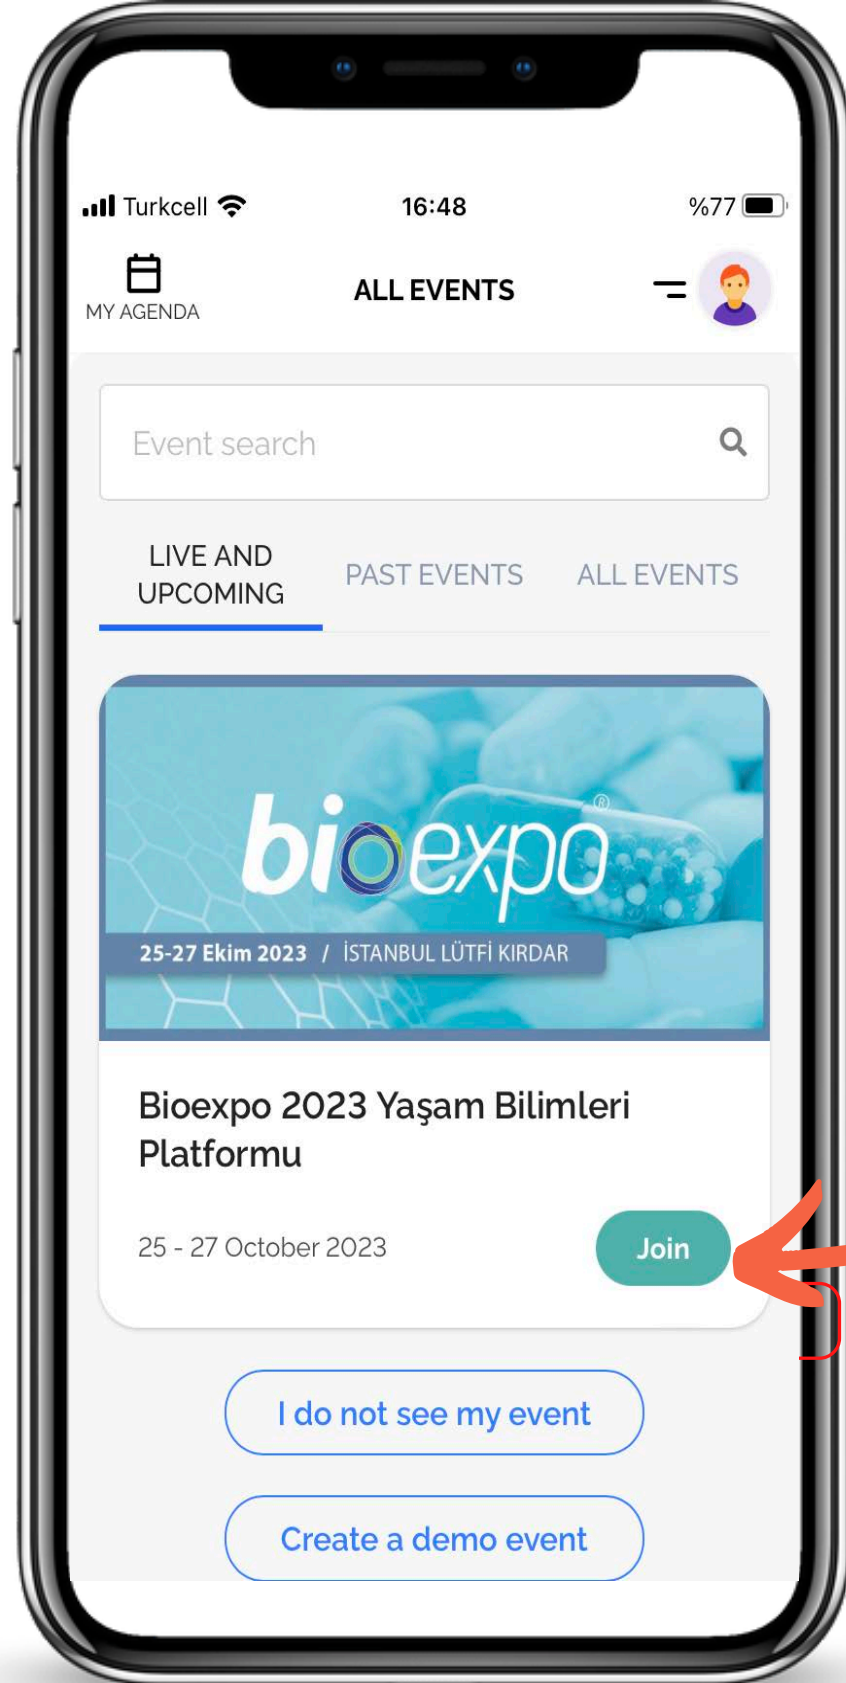 Turkcell
16:48
%77
MY AGENDA
ALL EVENTS
Event search
LIVE AND
UPCOMING
PAST EVENTS
ALL EVENTS
bioexpo®
25-27 Ekim 2023 / İSTANBUL LÜTFİ KIRDAR
Bioexpo 2023 Yaşam Bilimleri
Platformu
25 - 27 October 2023
Join
I do not see my event
Create a demo event